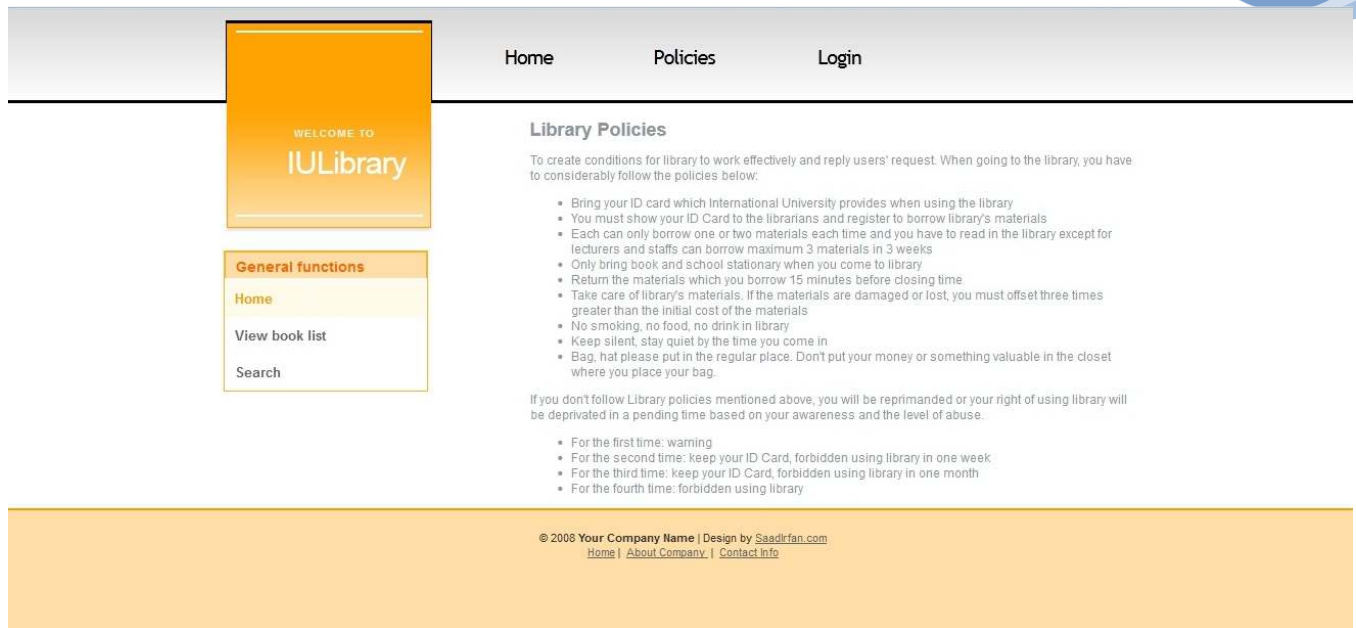 Home Policies Login
WELCOME TO
IULibrary
General functions
Home
View book list
Search
Library Policies
To create conditions for library to work effectively and reply users' request. When going to the library, you have
to considerably follow the policies below:
• Bring your ID card which International University provides when using the library
• You must show your ID Card to the librarians and register to borrow library's materials
• Each can only borrow one or two materials each time and you have to read in the library except for
lecturers and staffs can borrow maximum 3 materials in 3 weeks
• Only bring book and school stationary when you come to library
• Return the materials which you borrow 15 minutes before closing time
• Take care of library's materials. If the materials are damaged or lost, you must offset three times
greater than the initial cost of the materials
• No smoking, no food, no drink in library
• Keep silent, stay quiet by the time you come in
• Bag, hat please put in the regular place. Don't put your money or something valuable in the closet
where you place your bag.
If you don't follow Library policies mentioned above, you will be reprimanded or your right of using library will
be deprivated in a pending time based on your awareness and the level of abuse.
• For the first time: warning
• For the second time: keep your ID Card, forbidden using library in one week
• For the third time: keep your ID Card, forbidden using library in one month
• For the fourth time: forbidden using library
© 2008 Your Company Name | Design by SaadIrfan.com
Home | About Company | Contact Info